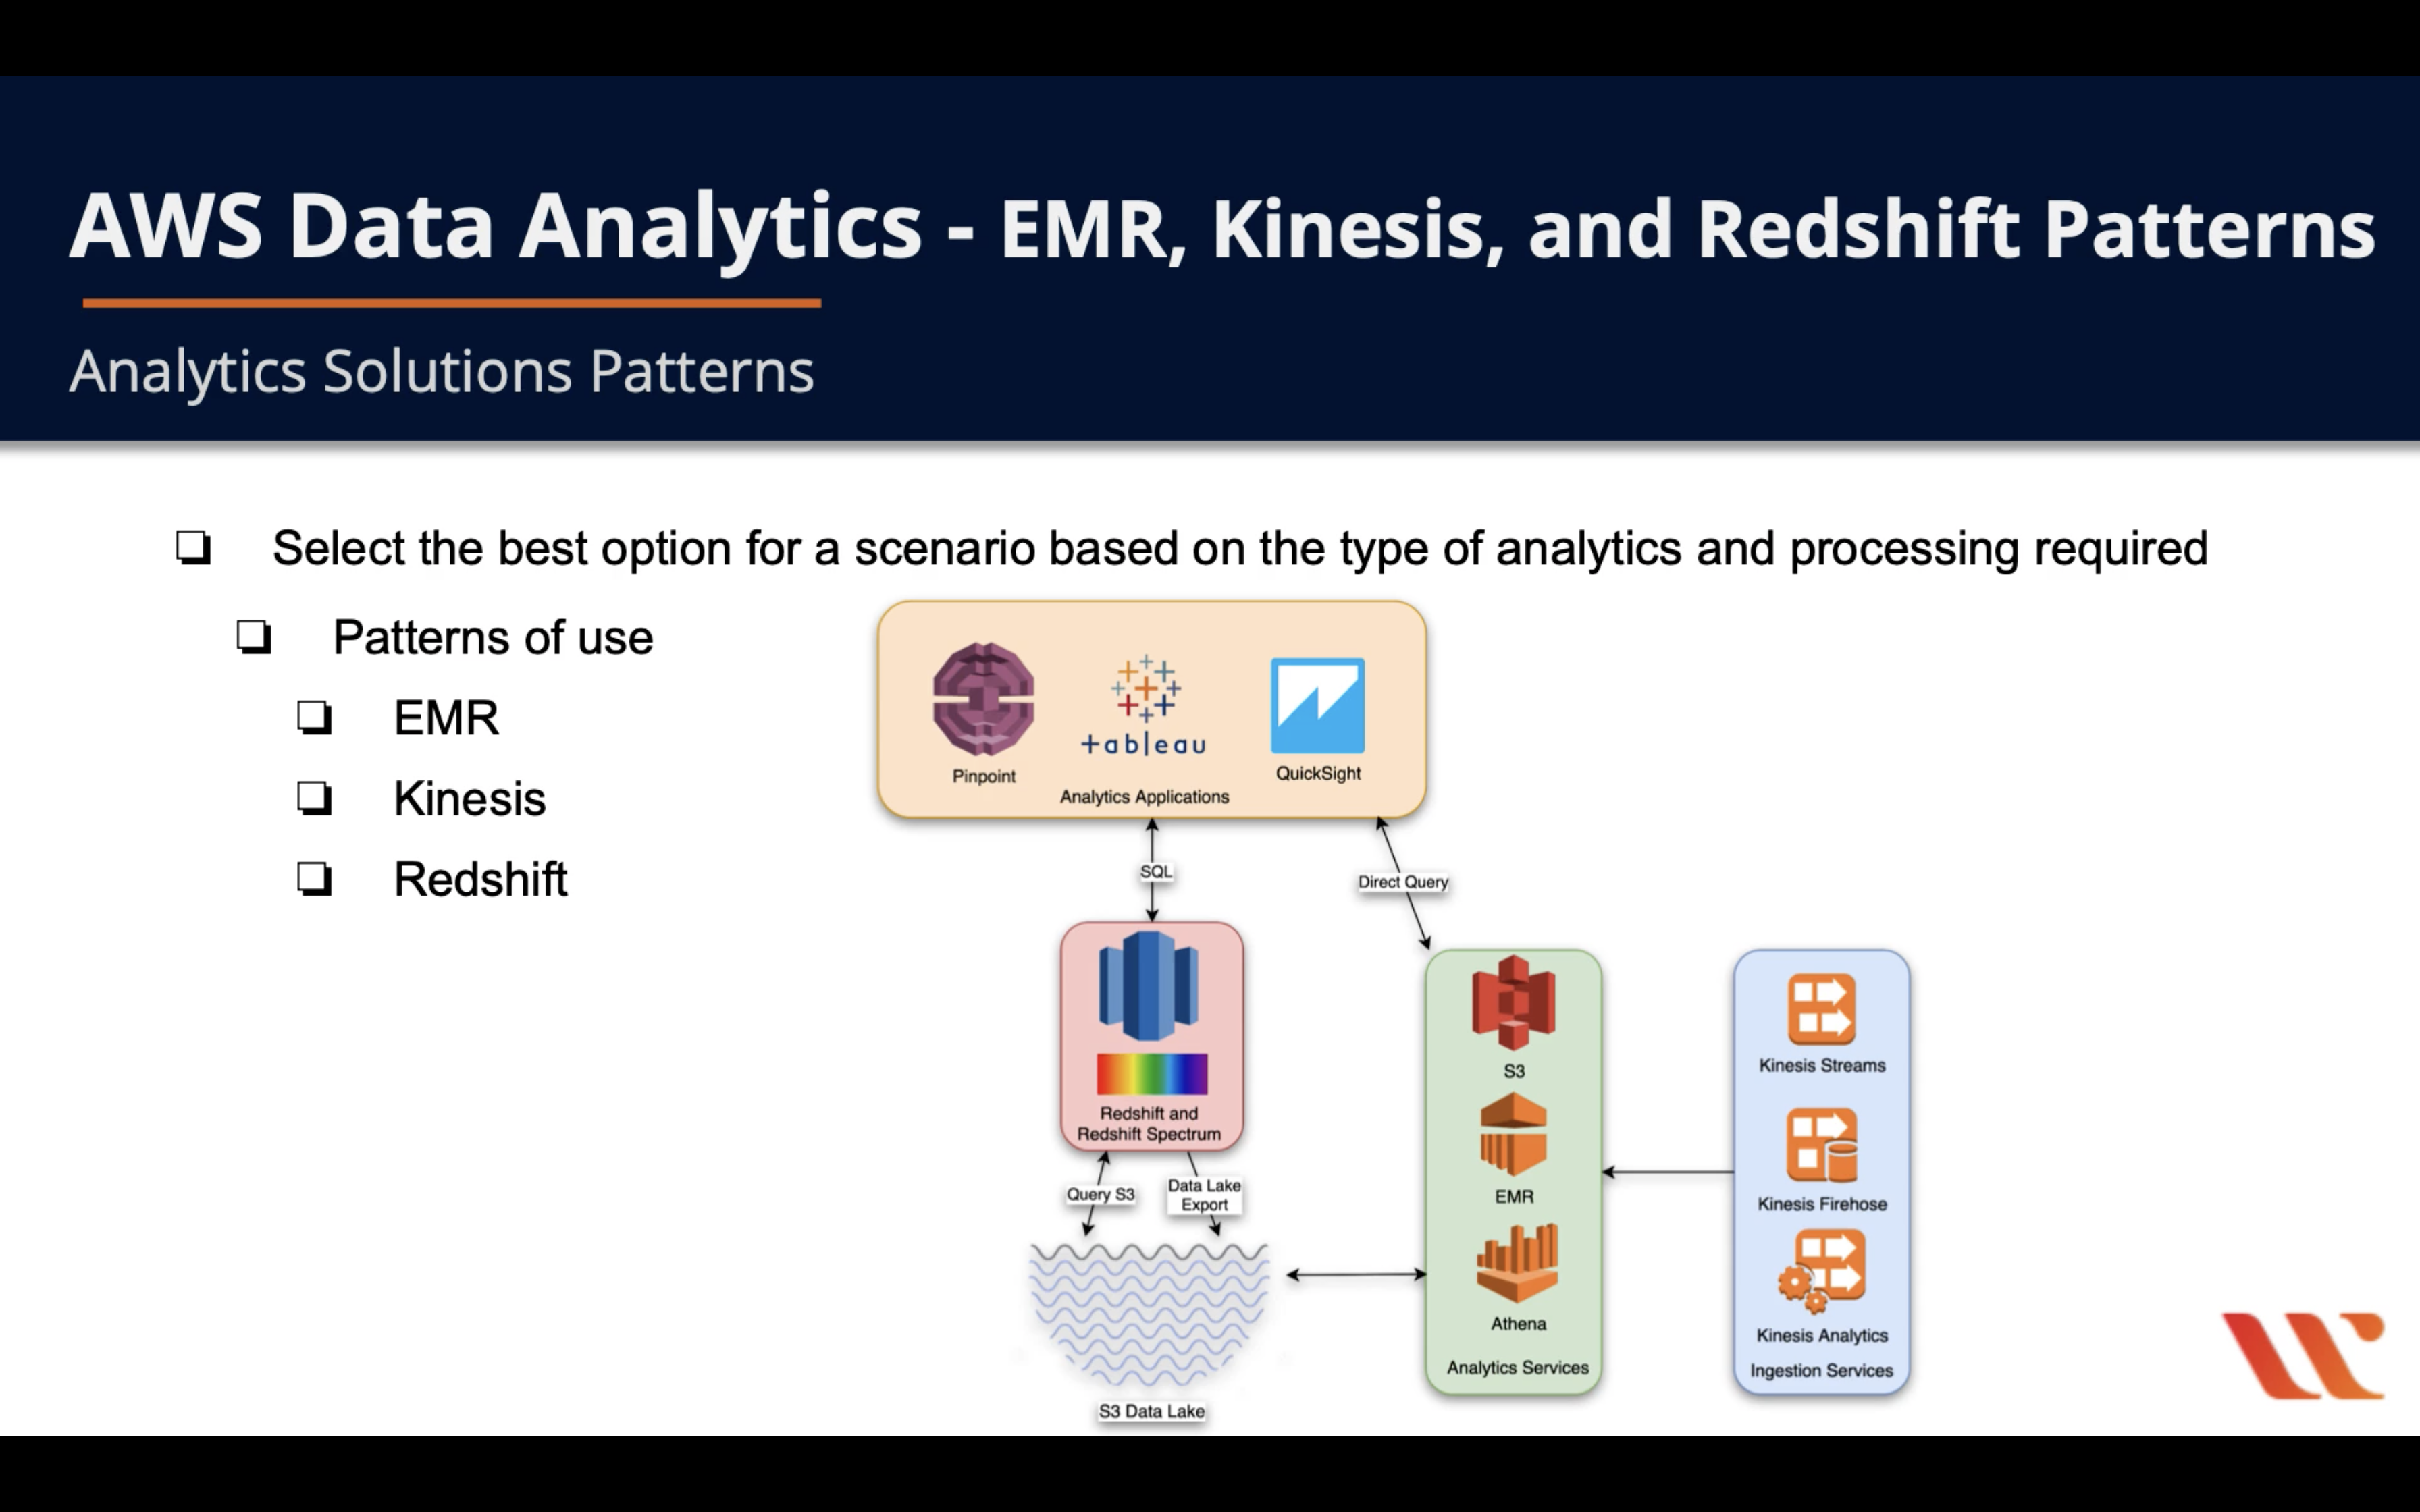 AWS Data Analytics - EMR, Kinesis, and Redshift Patterns
Analytics Solutions Patterns
Select the best option for a scenario based on the type of analytics and processing required
Patterns of use
EMR
Kinesis
Redshift
+ableau
Pinpoint
QuickSight
Analytics Applications
SQL
Direct Query
Redshift and
Redshift Spectrum
Query S3
Data Lake
Export
S3 Data Lake
S3
EMR
Athena
Analytics Services
Kinesis Streams
Kinesis Firehose
Kinesis Analytics
Ingestion Services